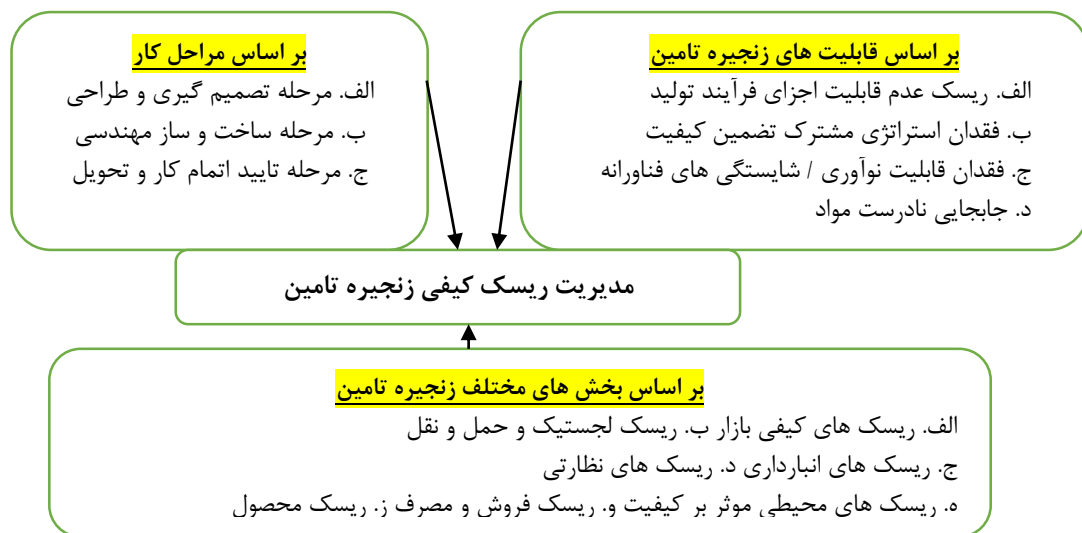 بر اساس قابلیت های زنجیره تامین
الف. ریسک عدم قابلیت اجزای فرآیند تولید
ب. فقدان استراتژی مشترک تضمین کیفیت
ج. فقدان قابلیت نوآوری / شایستگی های فناورانه
د. جابجایی نادرست مواد
بر اساس مراحل کار
الف. مرحله تصمیم گیری و طراحی
ب. مرحله ساخت و ساز مهندسی
ج. مرحله تایید اتمام کار و تحویل
مدیریت ریسک کیفی زنجیره تامین
بر اساس بخش های مختلف زنجیره تامین
الف. ریسک های کیفی بازار ب. ریسک لجستیک و حمل و نقل
ج. ریسک های انبارداری د. ریسک های نظارتی
ه. ریسک های محیطی موثر بر کیفیت و. ریسک فروش و مصرف ز. ریسک محصول